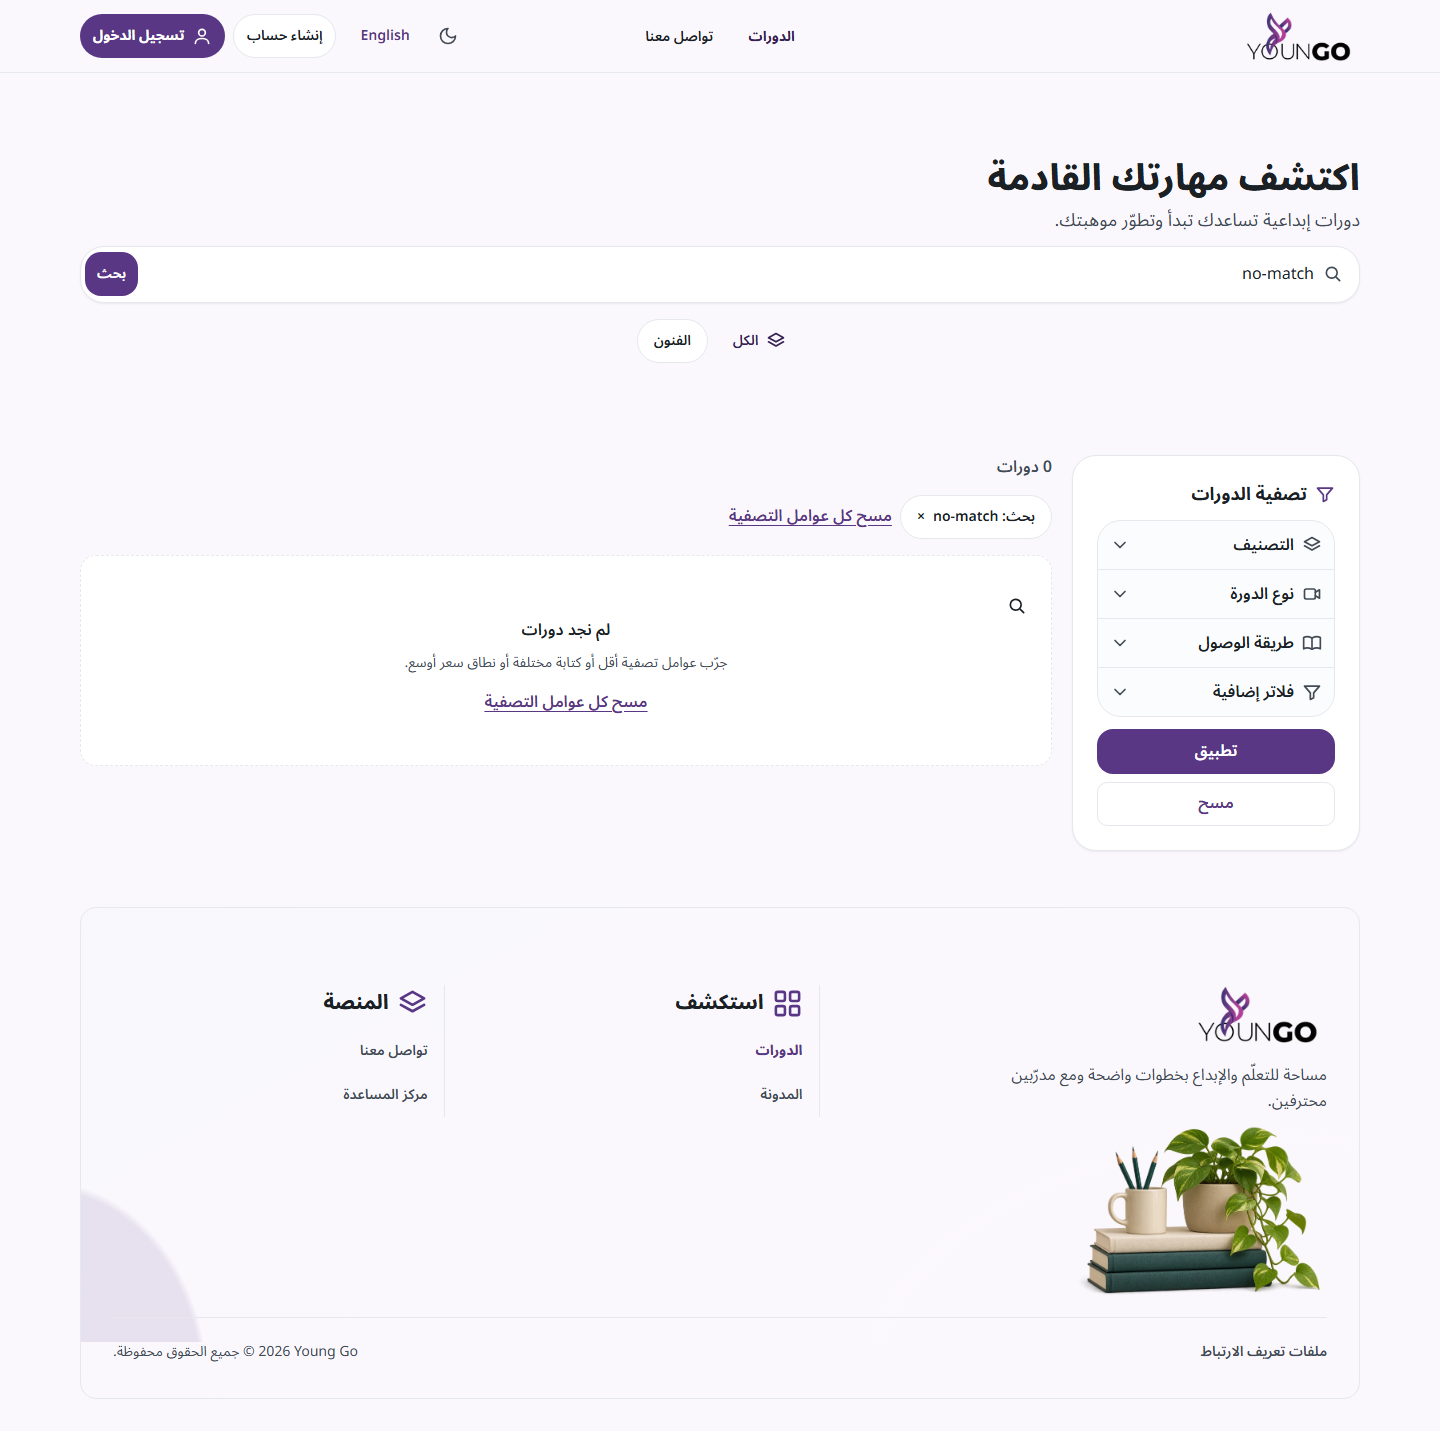 YOUNGO
الدورات
تواصل معنا
English
إنشاء حساب
تسجيل الدخول
اكتشف مهارتك القادمة
دورات إبداعية تساعدك تبدأ وتطوّر موهبتك.
no-match
بحث
الكل
الفنون
تصفية الدورات
التصنيف
نوع الدورة
طريقة الوصول
فلاتر إضافية
تطبيق
مسح
0 دورات
بحث: no-match ×
مسح كل عوامل التصفية
لم نجد دورات
جرّب عوامل تصفية أقل أو كتابة مختلفة أو نطاق سعر أوسع.
مسح كل عوامل التصفية
YOUNGO
مساحة للتعلّم والإبداع بخطوات واضحة ومع مدرّبين
محترفين.
استكشف
الدورات
المدونة
المنصة
تواصل معنا
مركز المساعدة
ملفات تعريف الارتباط
© 2026 Young Go جميع الحقوق محفوظة.